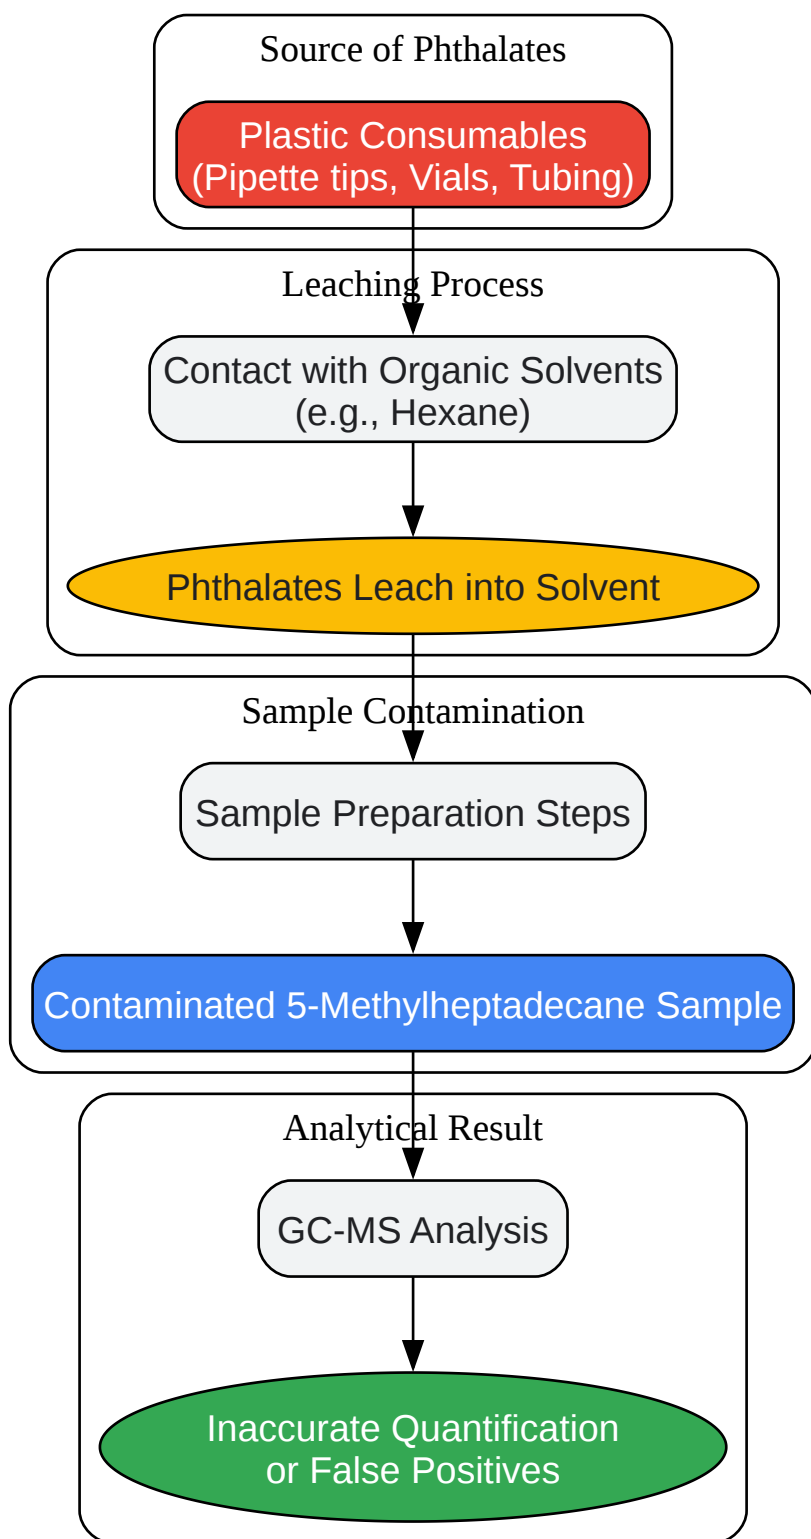 Source of Phthalates
Plastic Consumables
(Pipette tips, Vials, Tubing)
Leaching Process
Contact with Organic Solvents
(e.g., Hexane)
Phthalates Leach into Solvent
Sample Contamination
Sample Preparation Steps
Contaminated 5-Methylheptadecane Sample
Analytical Result
GC-MS Analysis
Inaccurate Quantification
or False Positives